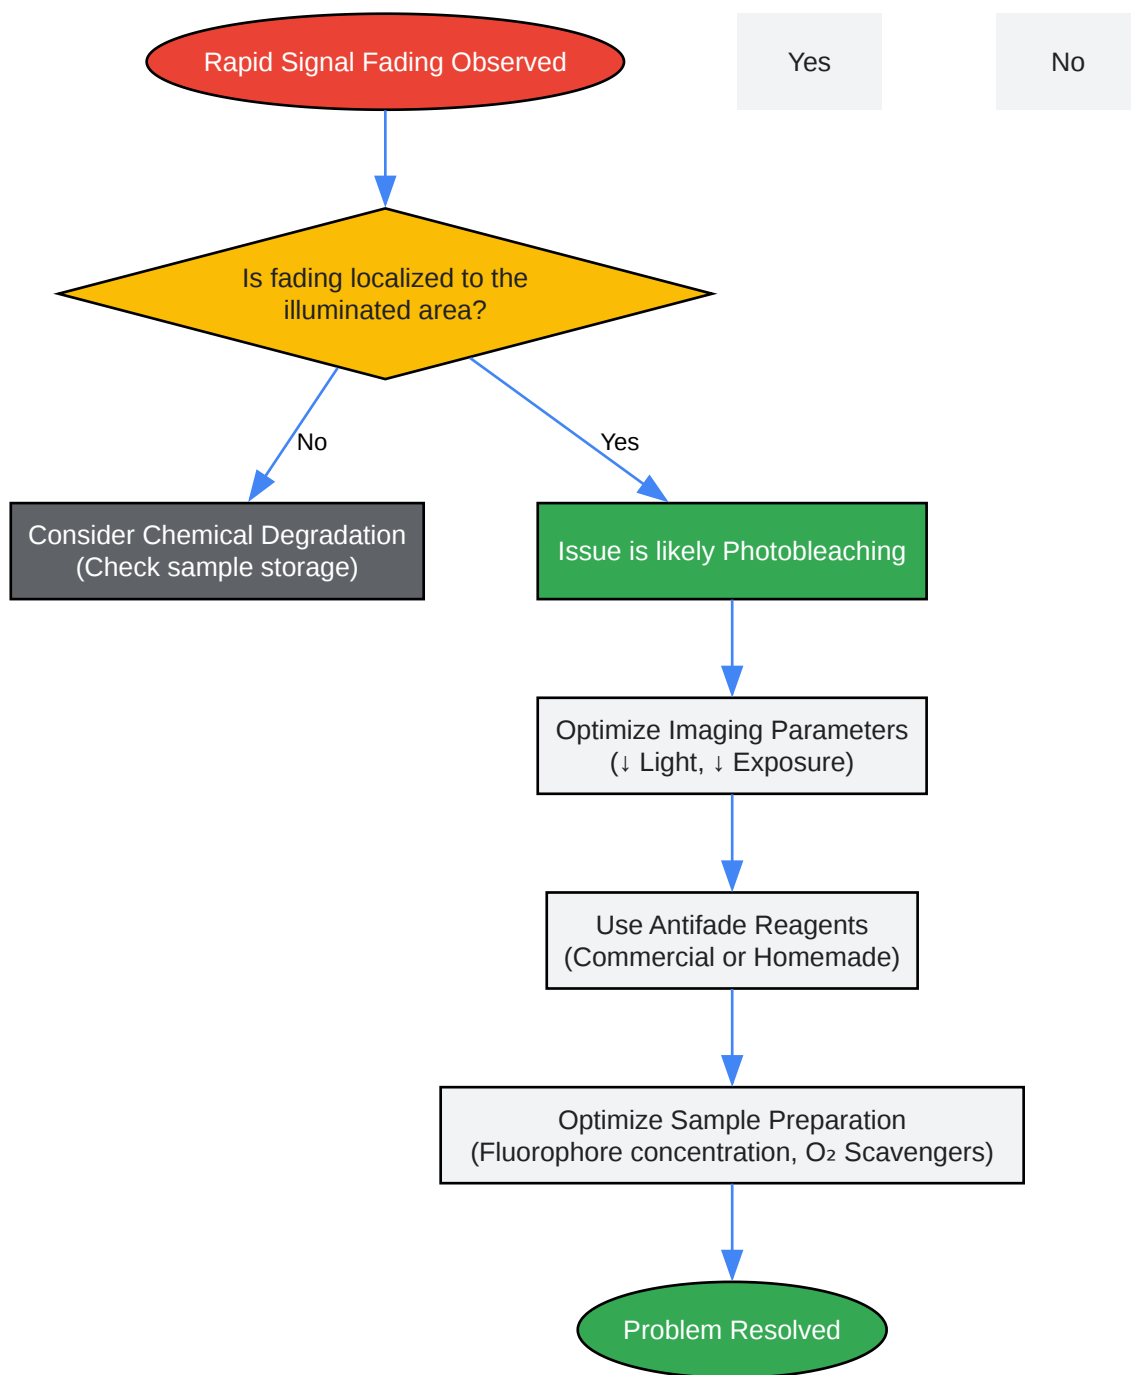 Rapid Signal Fading Observed
Yes
No
Is fading localized to the
illuminated area?
No
Yes
Consider Chemical Degradation
(Check sample storage)
Issue is likely Photobleaching
Optimize Imaging Parameters
(↓ Light, ↓ Exposure)
Use Antifade Reagents
(Commercial or Homemade)
Optimize Sample Preparation
(Fluorophore concentration, O₂ Scavengers)
Problem Resolved